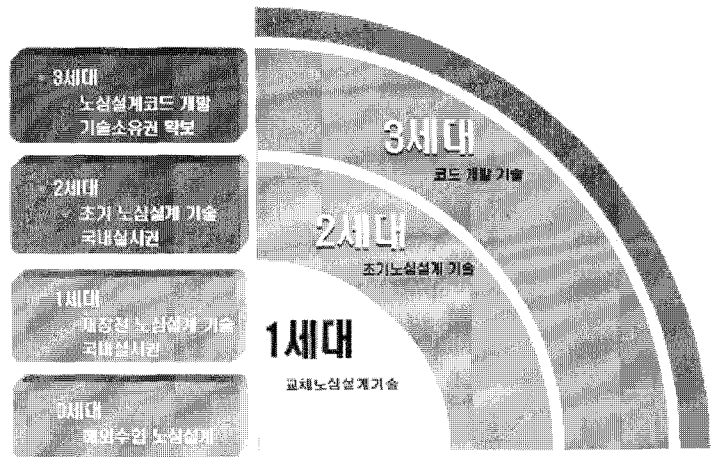 3세대
노심설계코드 개발
기술소유권 확보
2세대
초기 노심설계 기술
국내실시권
1세대
재장전 노심설계 기술
국내실시권
0세대
해외수입 노심설계
3세대
코드 개발 기술
2세대
초기노심설계 기술
1세대
교체노심설계기술